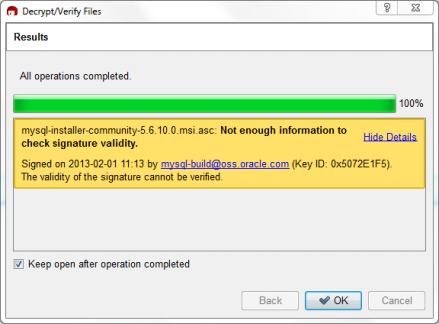 Decrypt/Verify Files
Results
All operations completed.
100%
mysql-installer-community-5.6.10.0.msi.asc: Not enough information to
check signature validity.
Hide Details
Signed on 2013-02-01 11:13 by mysql-build@oss.oracle.com (Key ID: 0x5072E1F5).
The validity of the signature cannot be verified.
Keep open after operation completed
Back
OK
Cancel